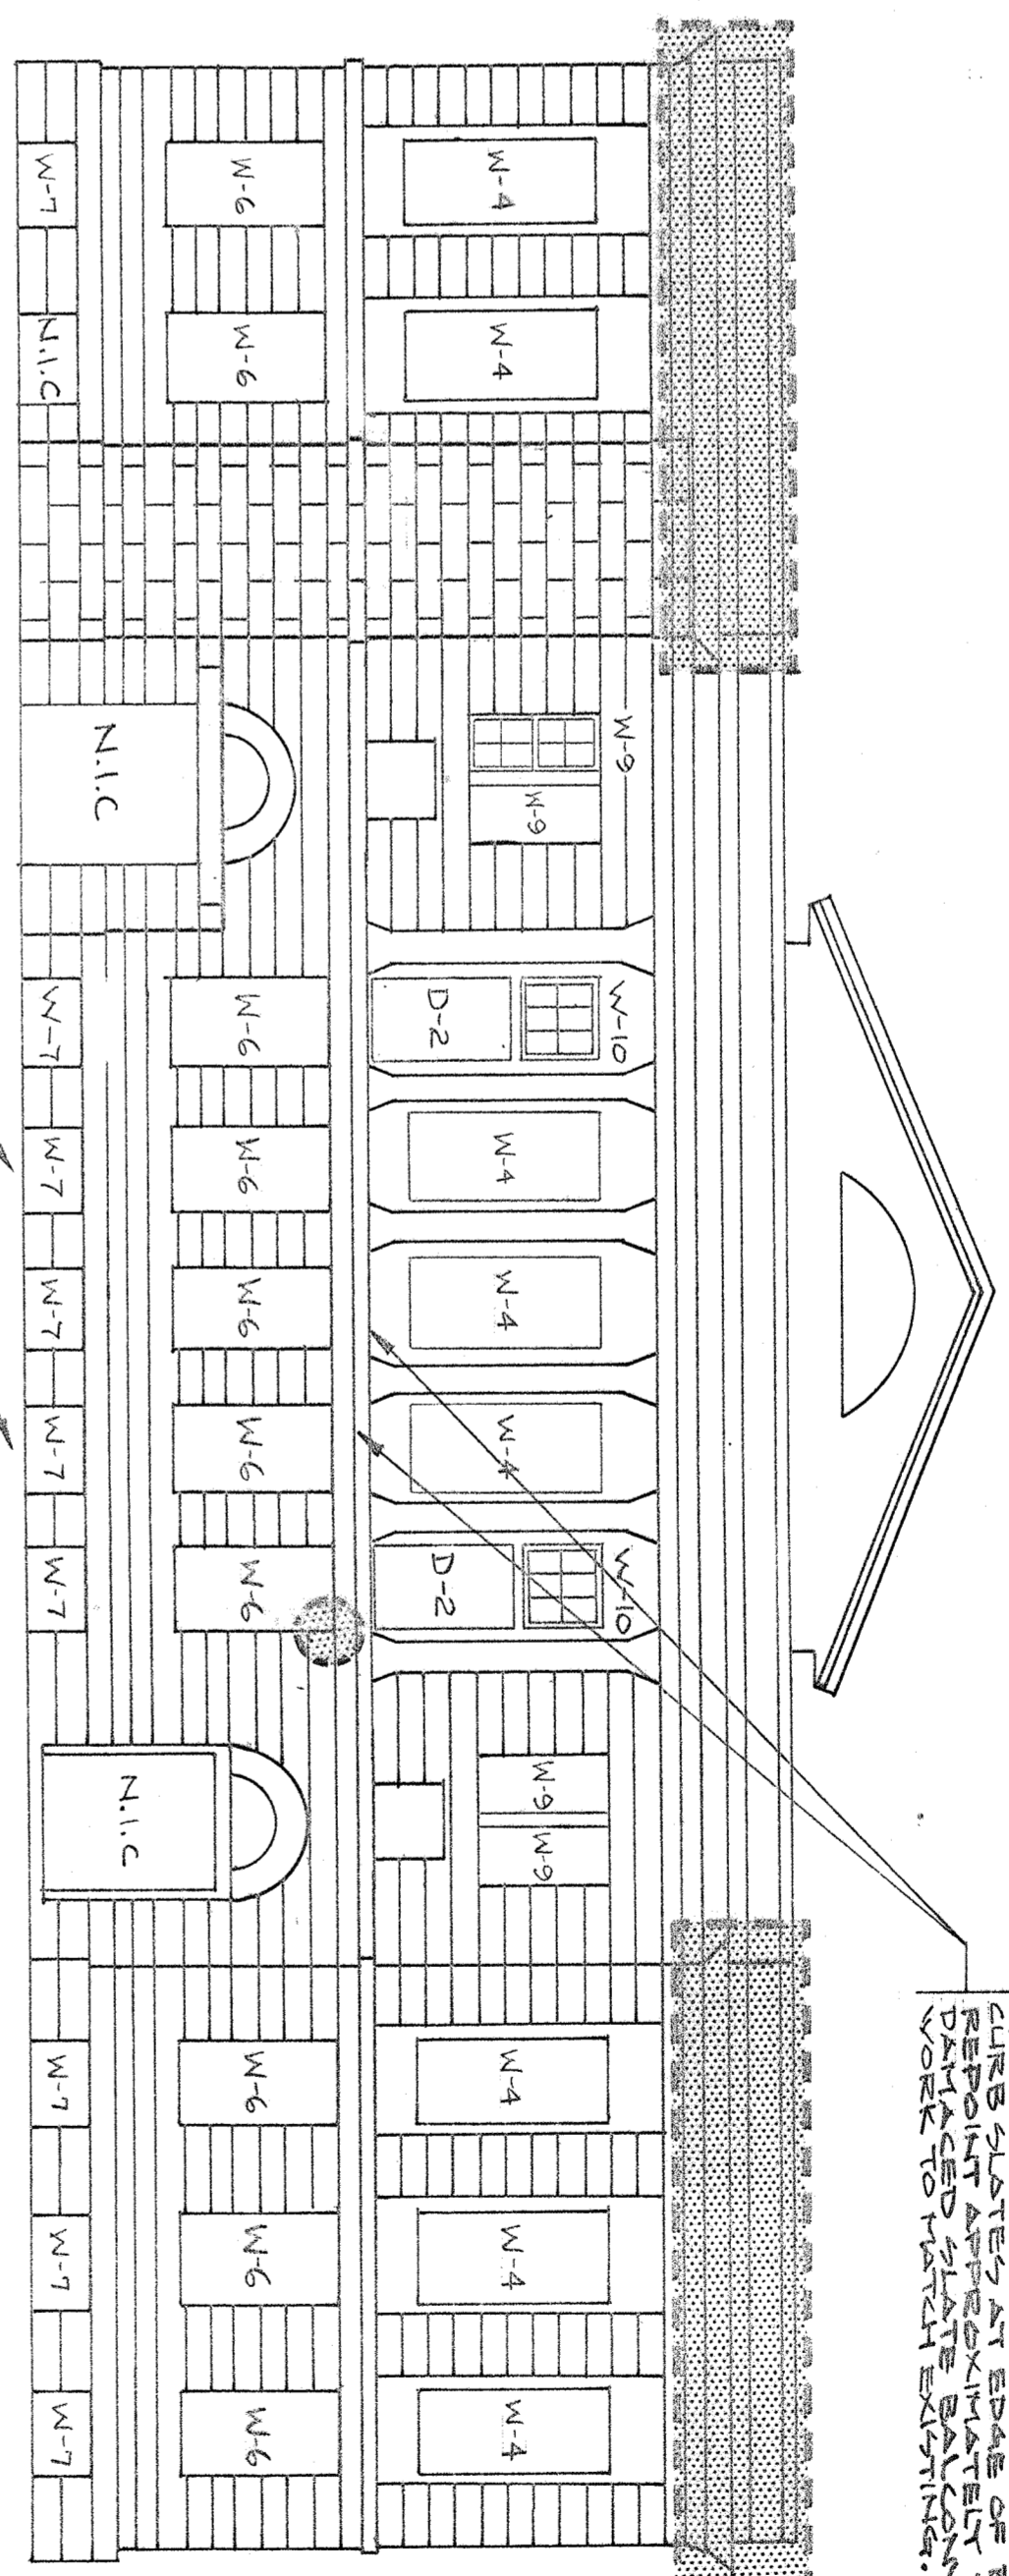 CURB SLATES AT EDGE OF
REPOINT APPROXIMATELY
DAMAGED SLATE BALCON
WORK TO MATCH EXISTING.
W-9 W-10 W-10
W-9 W-9 W-9
W-4 W-4 W-4 W-4 W-4 W-4 W-4 W-4
D-2 D-2
W-6 W-6 W-6 W-6 W-6 W-6 W-6 W-6 W-6 W-6
N.I.C N.I.C
W-7 N.I.C W-7 W-7 W-7 W-7 W-7 W-7 W-7 W-7